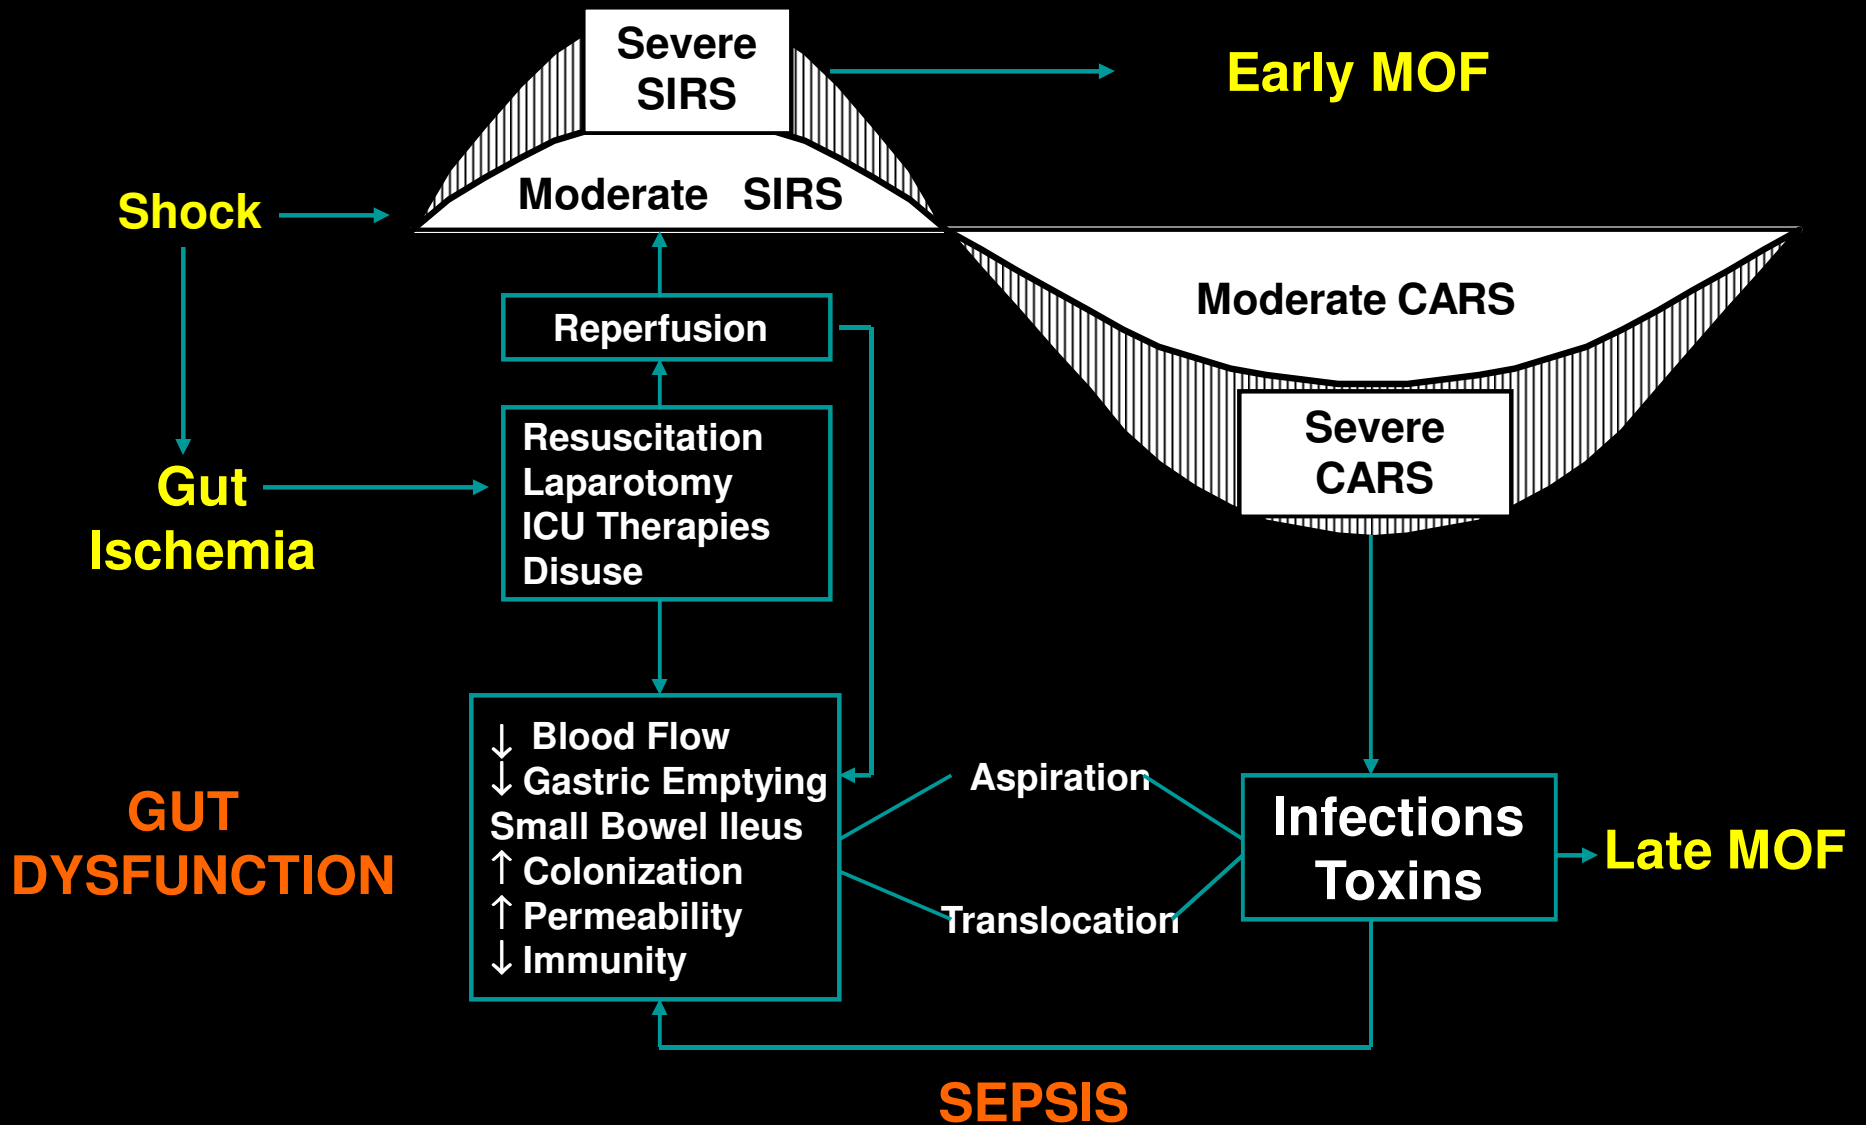 Severe
SIRS
Early MOF
Moderate SIRS
Shock
Moderate CARS
Reperfusion
Severe
CARS
Resuscitation
Laparotomy
ICU Therapies
Disuse
Gut
Ischemia
↓ Blood Flow
↓ Gastric Emptying
Small Bowel Ileus
↑ Colonization
↑ Permeability
↓ Immunity
Aspiration
Translocation
Infections
Toxins
Late MOF
GUT
DYSFUNCTION
SEPSIS